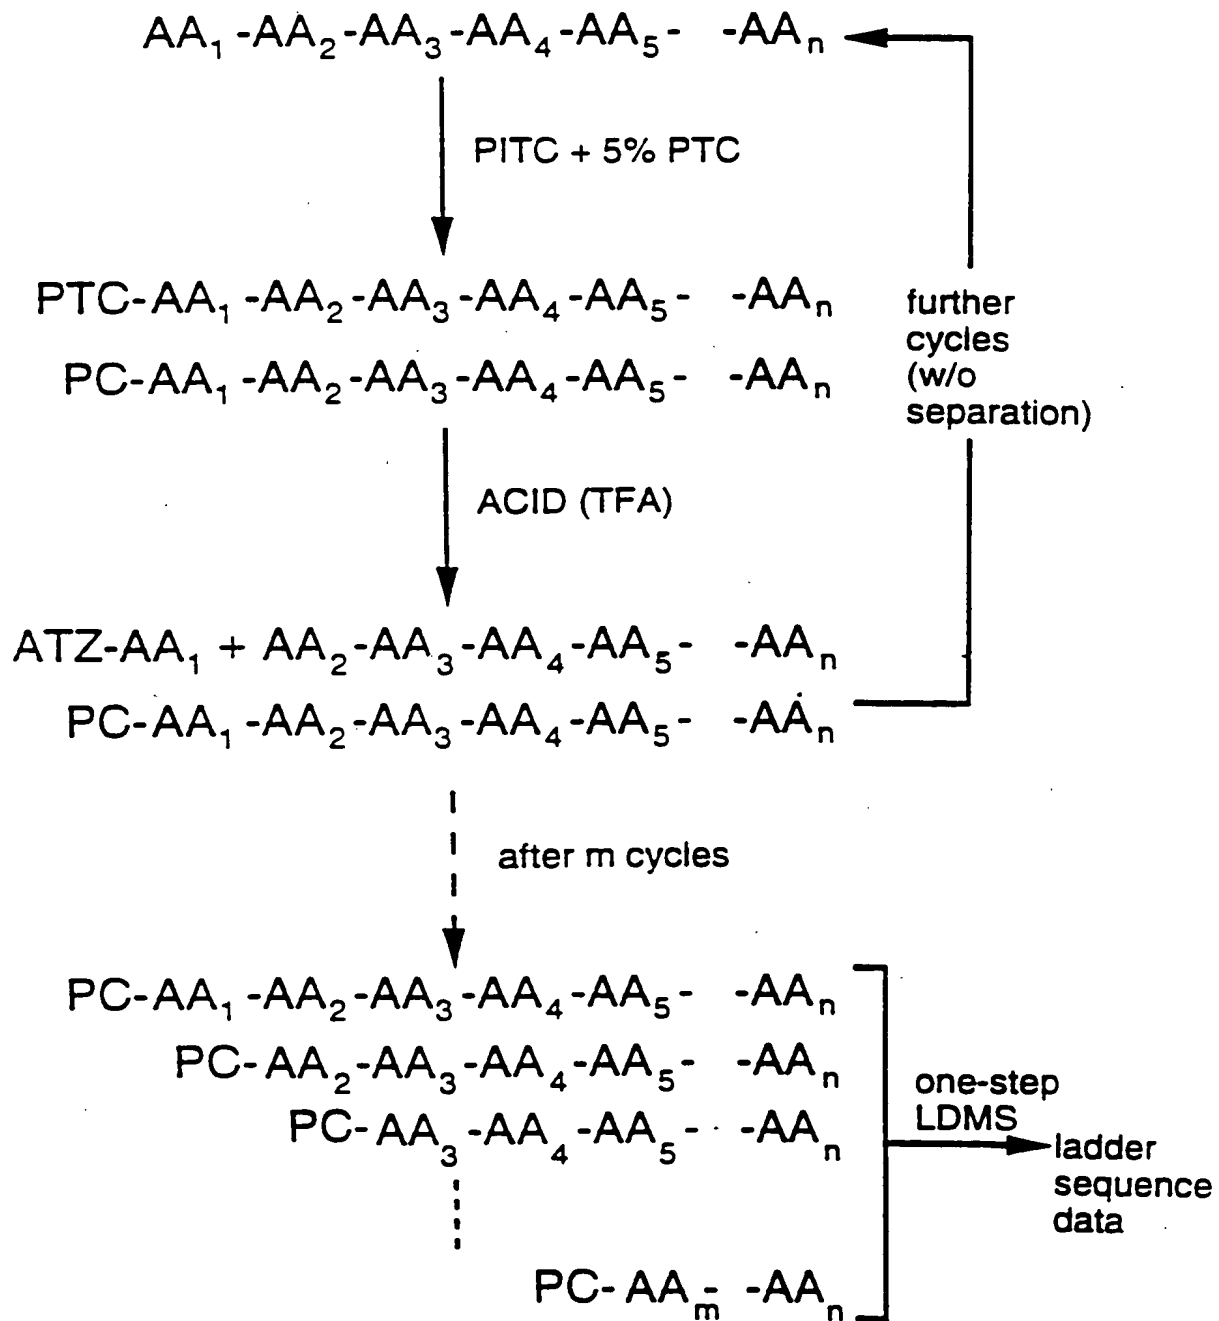 AA₁ -AA₂-AA₃-AA₄-AA₅- -AAₙ
PITC + 5% PTC
PTC-AA₁ -AA₂-AA₃-AA₄-AA₅- -AAₙ
PC-AA₁ -AA₂-AA₃-AA₄-AA₅- -AAₙ
further
cycles
(w/o
separation)
ACID (TFA)
ATZ-AA₁ + AA₂-AA₃-AA₄-AA₅- -AAₙ
PC-AA₁ -AA₂-AA₃-AA₄-AA₅- -AAₙ
after m cycles
PC-AA₁ -AA₂-AA₃-AA₄-AA₅- -AAₙ
PC-AA₂-AA₃-AA₄-AA₅- -AAₙ
PC-AA₃-AA₄-AA₅- -AAₙ
PC-AAₘ- -AAₙ
one-step
LDMS
ladder
sequence
data